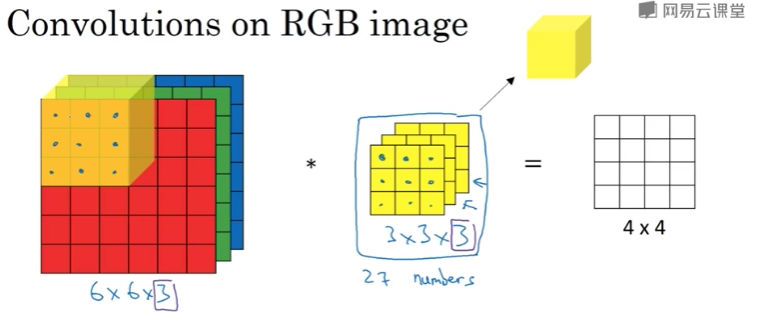 Convolutions on RGB image
网易云课堂
*
=
3x3x3
4 x 4
6x6x3
27 numbers